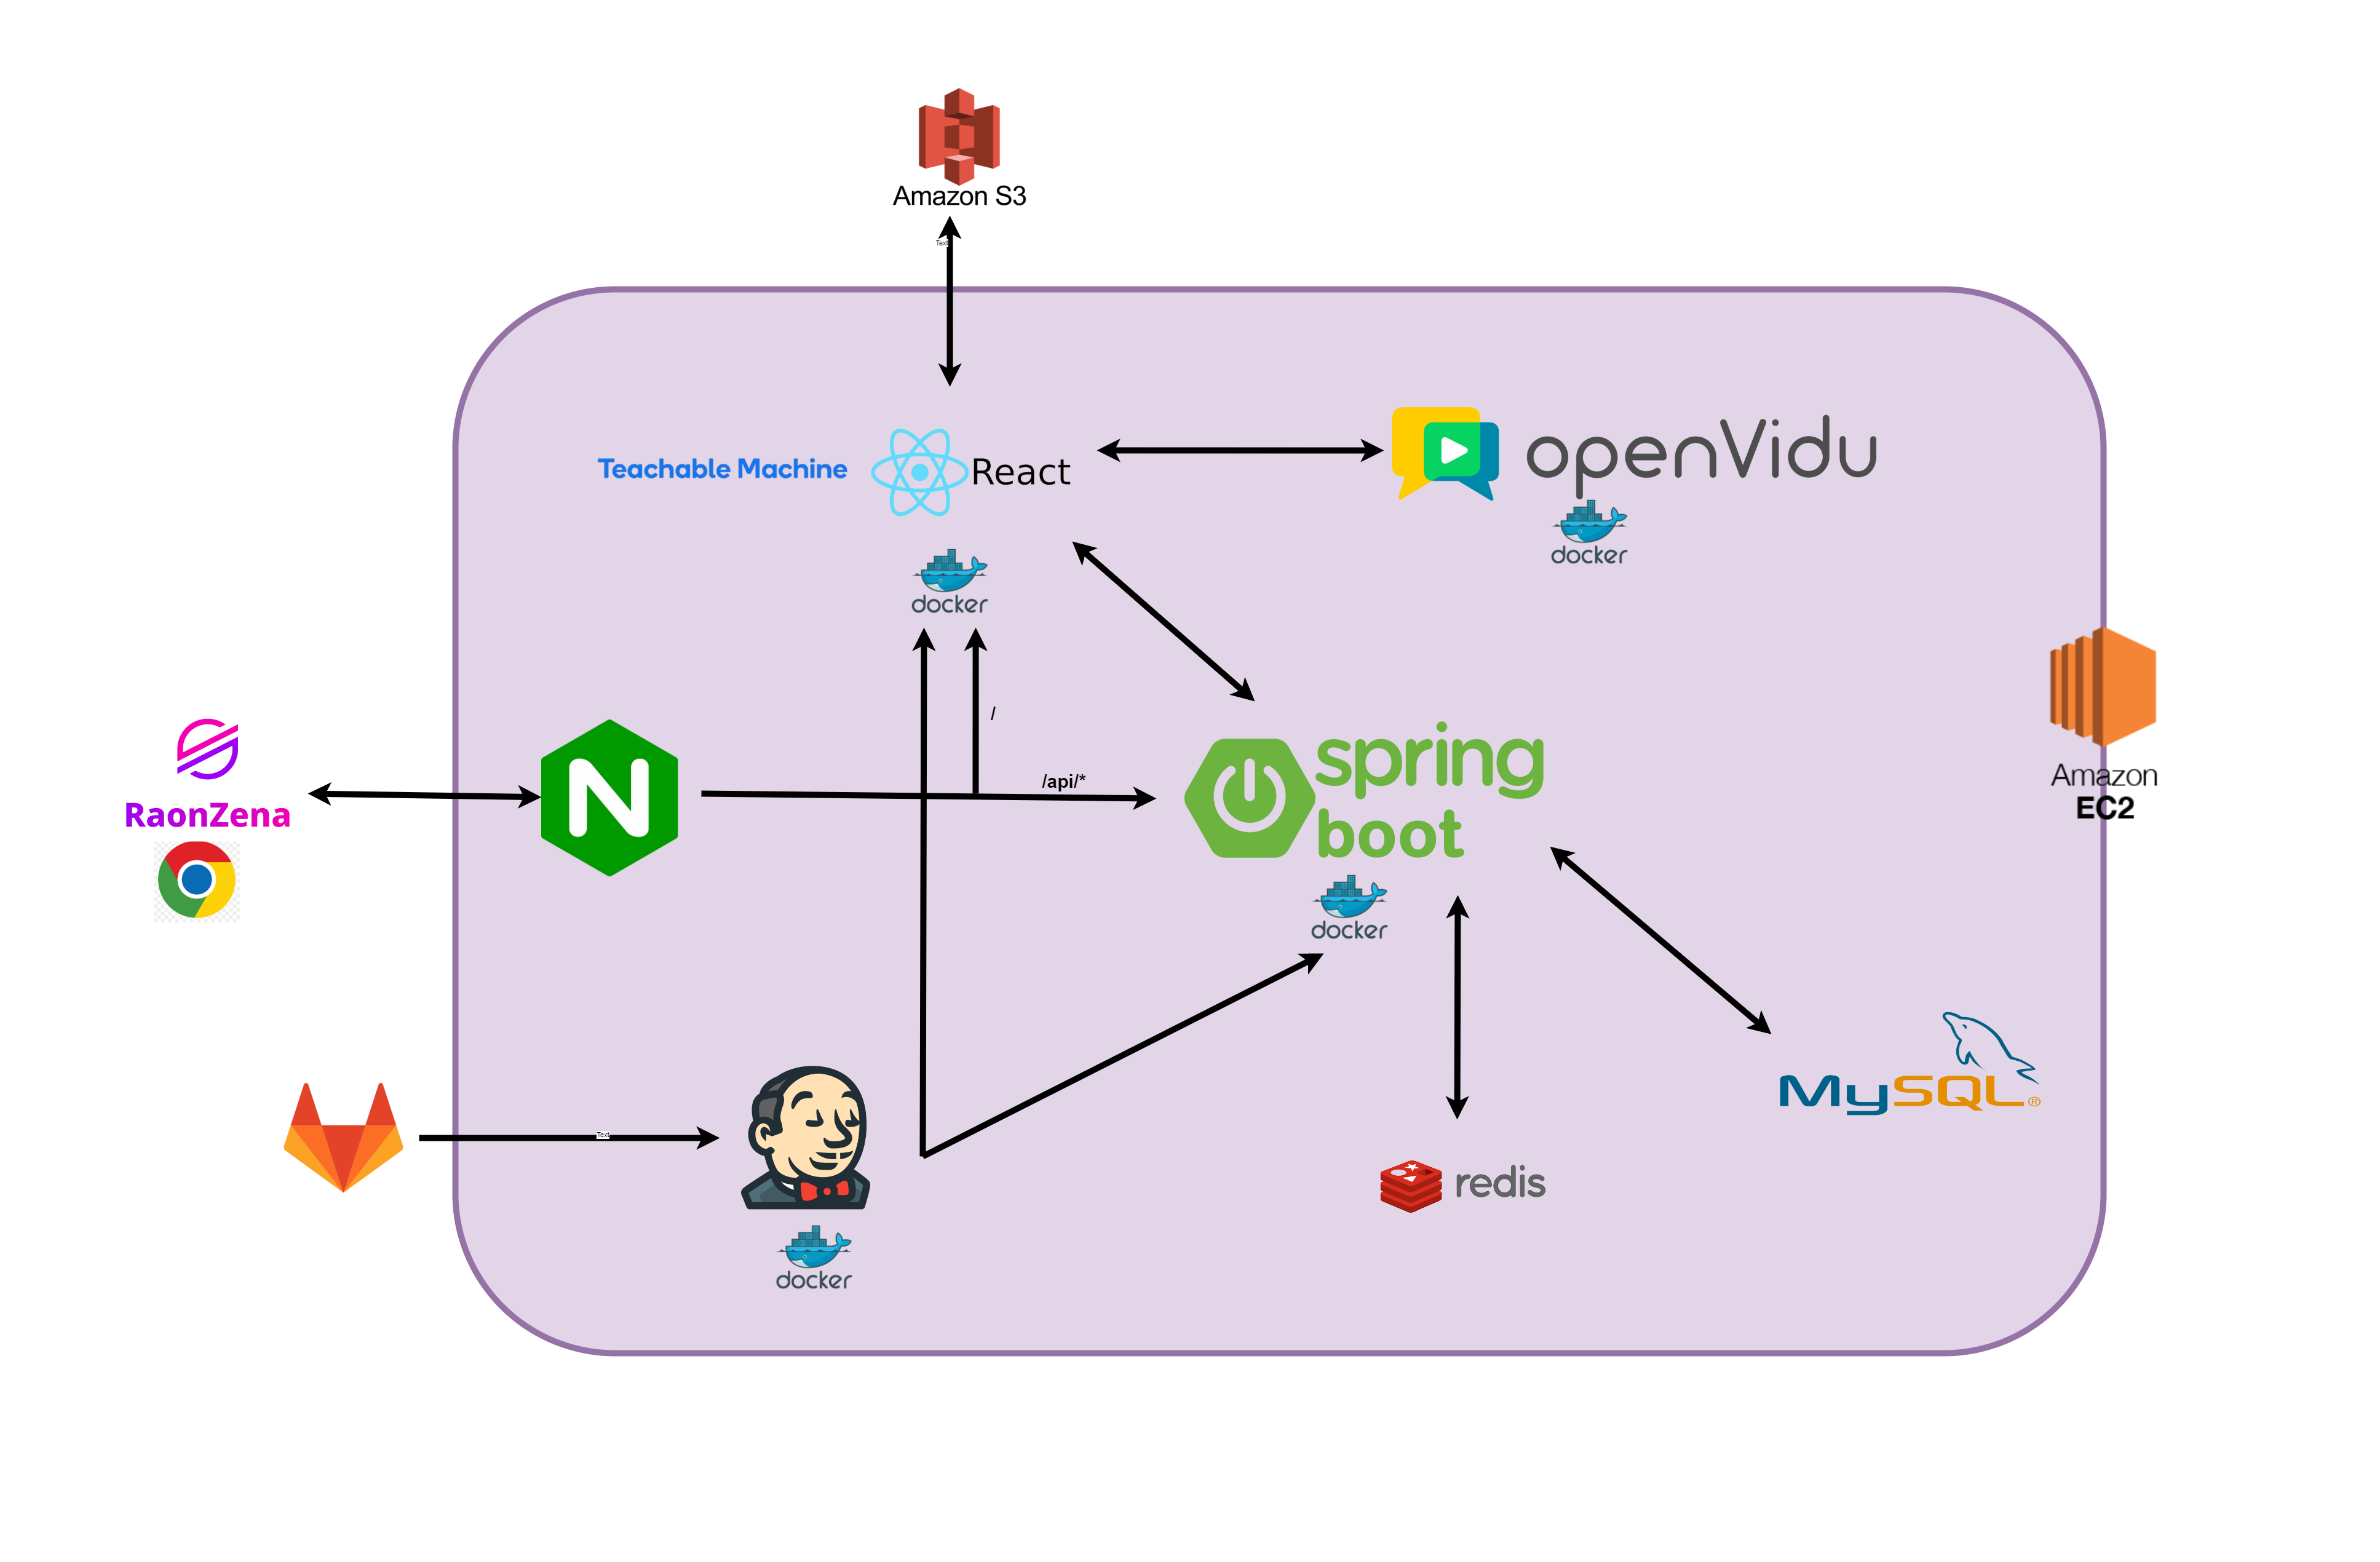 Amazon S3
Text
Teachable Machine
React
openVidu
docker
docker
/
/api/*
spring
boot
docker
RaonZena
N
Amazon
EC2
Text
MySQL®
redis
docker